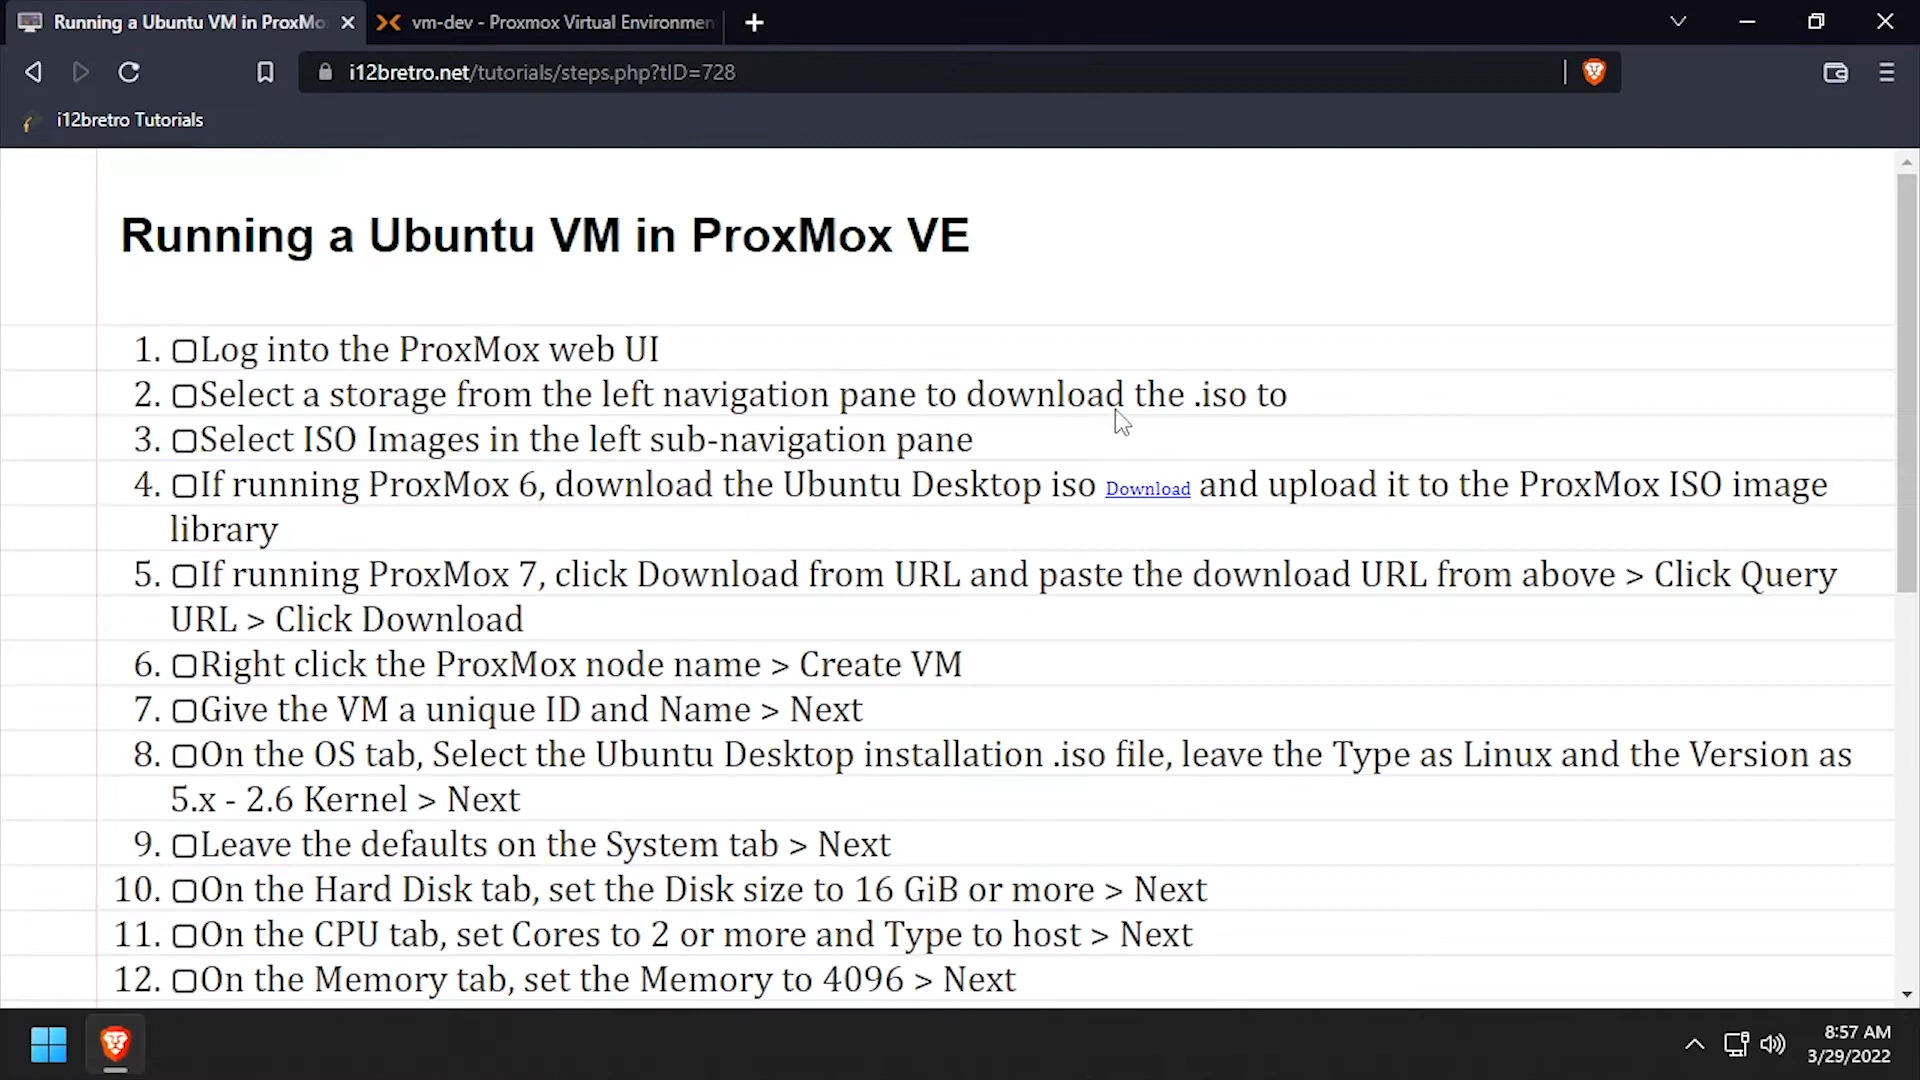 Running a Ubuntu VM in ProxMo
vm-dev - Proxmox Virtual Environmen
i12bretro.net/tutorials/steps.php?tID=728
i12bretro Tutorials
Running a Ubuntu VM in ProxMox VE
1. Log into the ProxMox web UI
2. Select a storage from the left navigation pane to download the .iso to
3. Select ISO Images in the left sub-navigation pane
4. If running ProxMox 6, download the Ubuntu Desktop iso Download and upload it to the ProxMox ISO image
library
5. If running ProxMox 7, click Download from URL and paste the download URL from above > Click Query
URL > Click Download
6. Right click the ProxMox node name > Create VM
7. Give the VM a unique ID and Name > Next
8. On the OS tab, Select the Ubuntu Desktop installation .iso file, leave the Type as Linux and the Version as
5.x - 2.6 Kernel > Next
9. Leave the defaults on the System tab > Next
10. On the Hard Disk tab, set the Disk size to 16 GiB or more > Next
11. On the CPU tab, set Cores to 2 or more and Type to host > Next
12. On the Memory tab, set the Memory to 4096 > Next
8:57 AM
3/29/2022